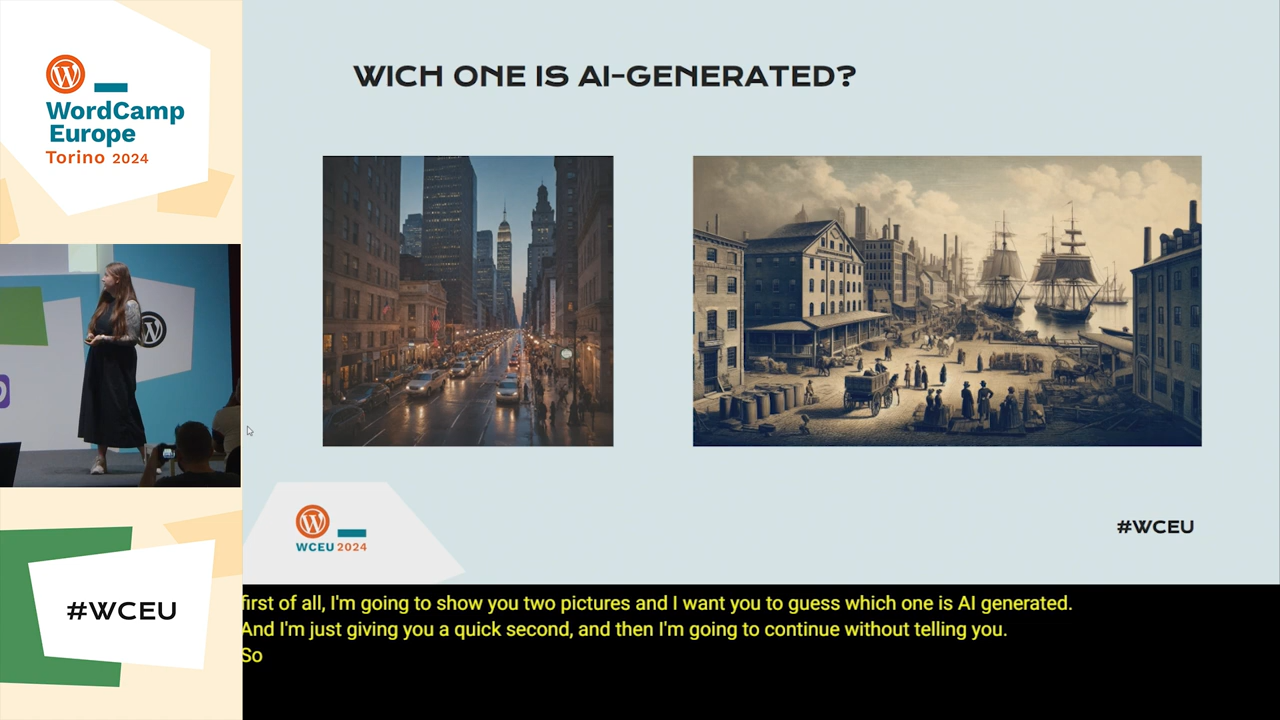 WordCamp
Europe
Torino 2024
WICH ONE IS AI-GENERATED?
WCEU 2024
#WCEU
#WCEU
first of all, I'm going to show you two pictures and I want you to guess which one is AI generated.
And I'm just giving you a quick second, and then I'm going to continue without telling you.
So